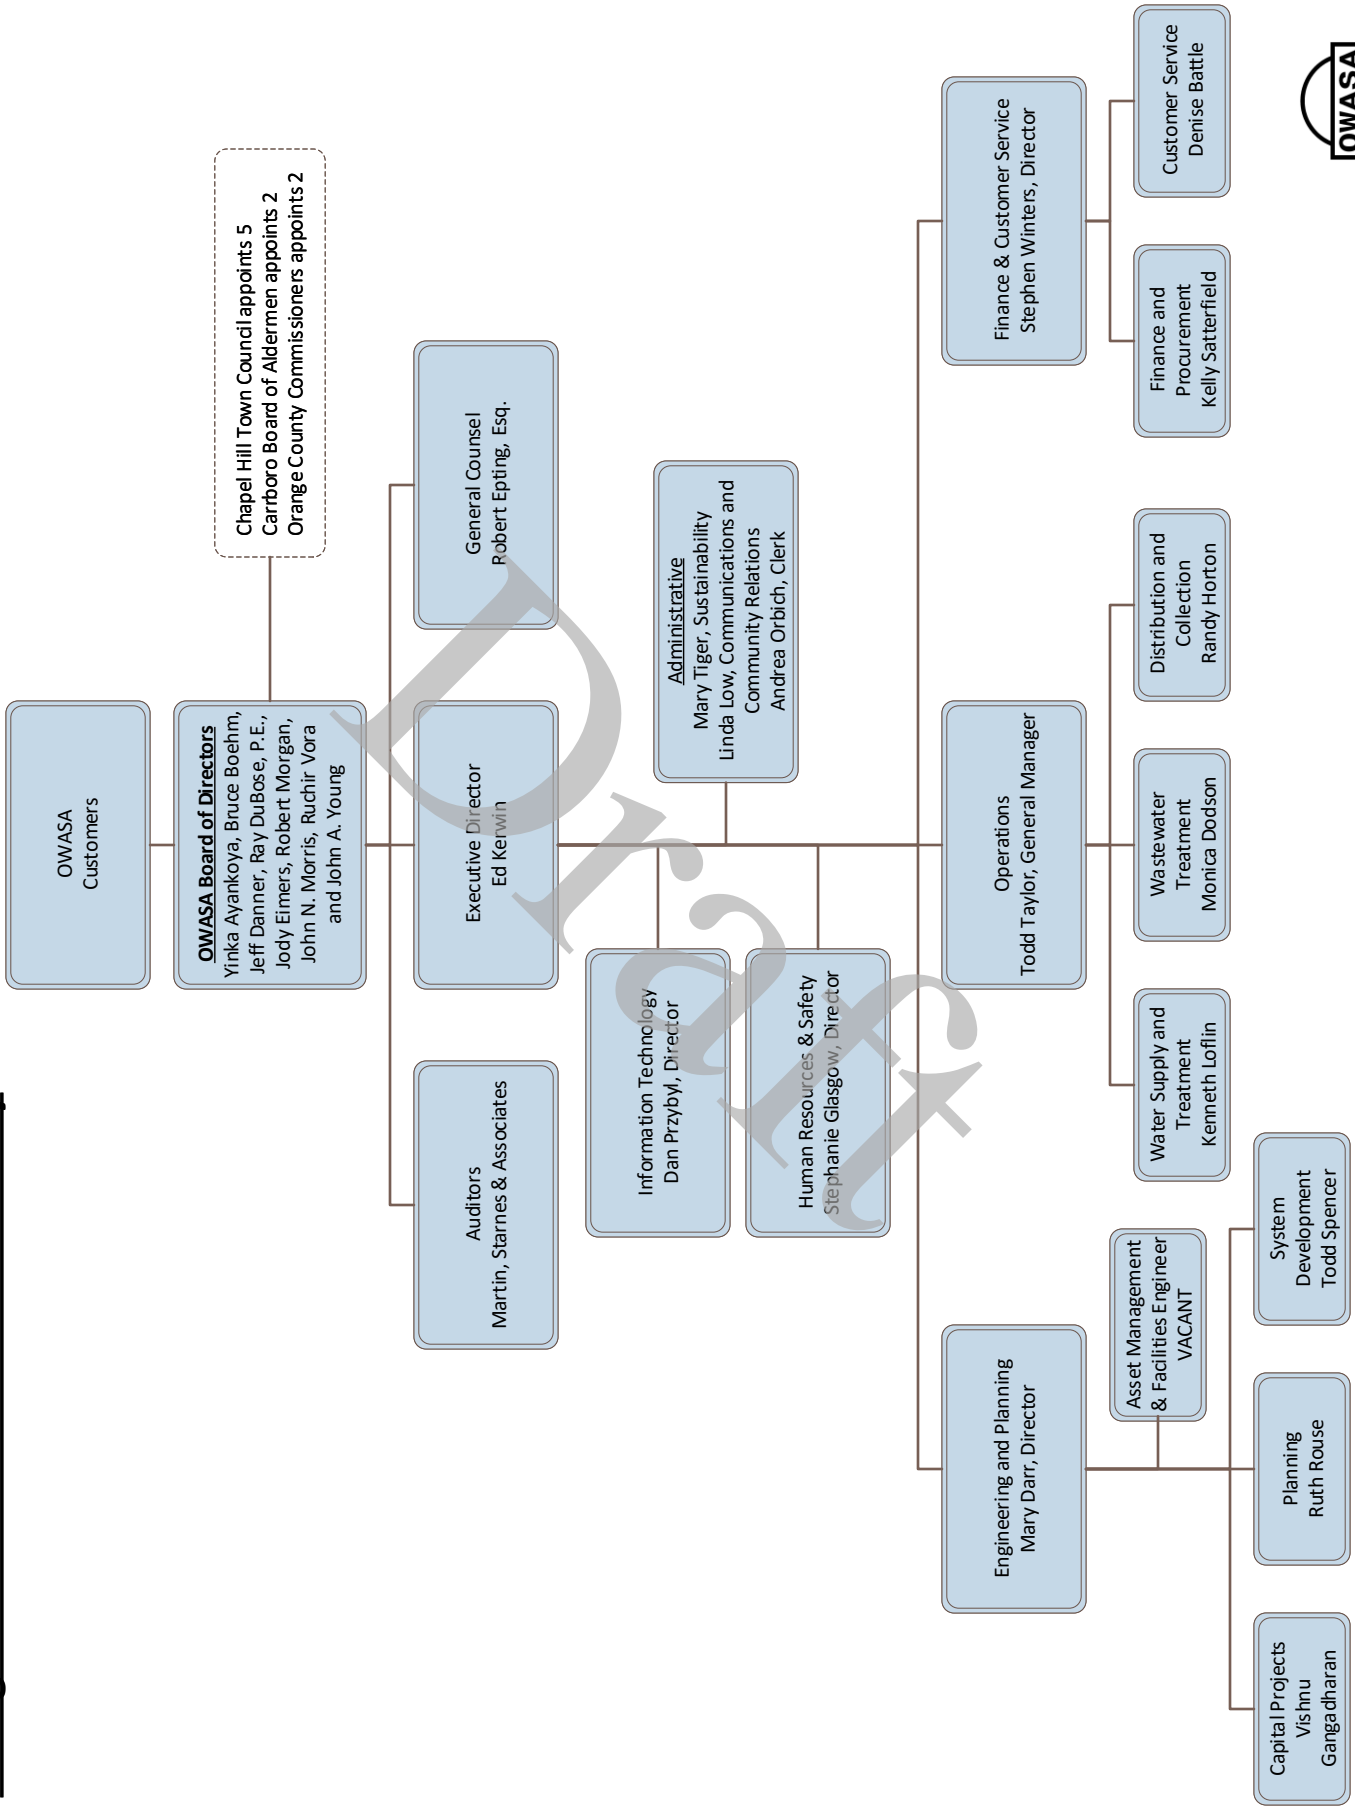 OWASA
Customers
OWASA Board of Directors
Yinka Ayankoya, Bruce Boehm,
Jeff Danner, Ray DuBose, P.E.,
Jody Eimers, Robert Morgan,
John N. Morris, Ruchir Vora
and John A. Young
Chapel Hill Town Council appoints 5
Carrboro Board of Aldermen appoints 2
Orange County Commissioners appoints 2
Auditors
Martin, Starnes & Associates
Executive Director
Ed Kerwin
General Counsel
Robert Epting, Esq.
Information Technology
Dan Przybyl, Director
Administrative
Mary Tiger, Sustainability
Linda Low, Communications and
Community Relations
Andrea Orbich, Clerk
Human Resources & Safety
Stephanie Glasgow, Director
Engineering and Planning
Mary Darr, Director
Operations
Todd Taylor, General Manager
Finance & Customer Service
Stephen Winters, Director
Asset Management
& Facilities Engineer
VACANT
Water Supply and
Treatment
Kenneth Loflin
Wastewater
Treatment
Monica Dodson
Distribution and
Collection
Randy Horton
Finance and
Procurement
Kelly Satterfield
Customer Service
Denise Battle
Capital Projects
Vishnu
Gangadharan
Planning
Ruth Rouse
System
Development
Todd Spencer
Draft
OWASA